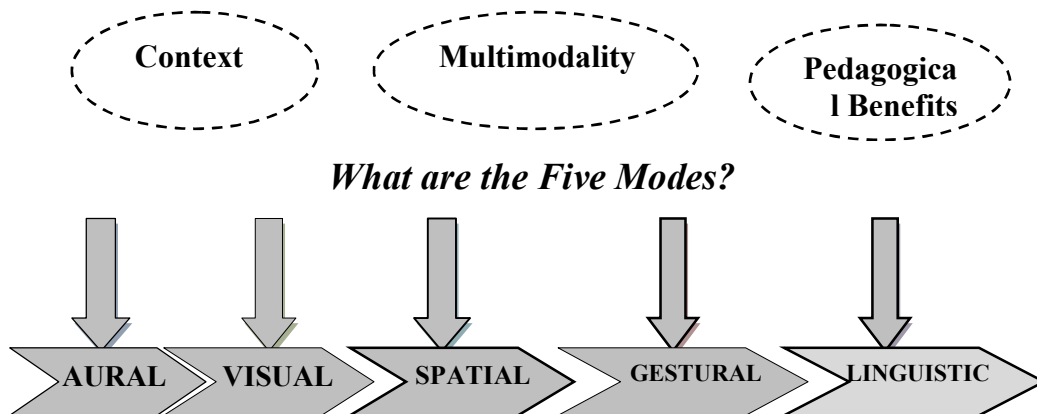 Context
Multimodality
Pedagogica
l Benefits
What are the Five Modes?
AURAL
VISUAL
SPATIAL
GESTURAL
LINGUISTIC